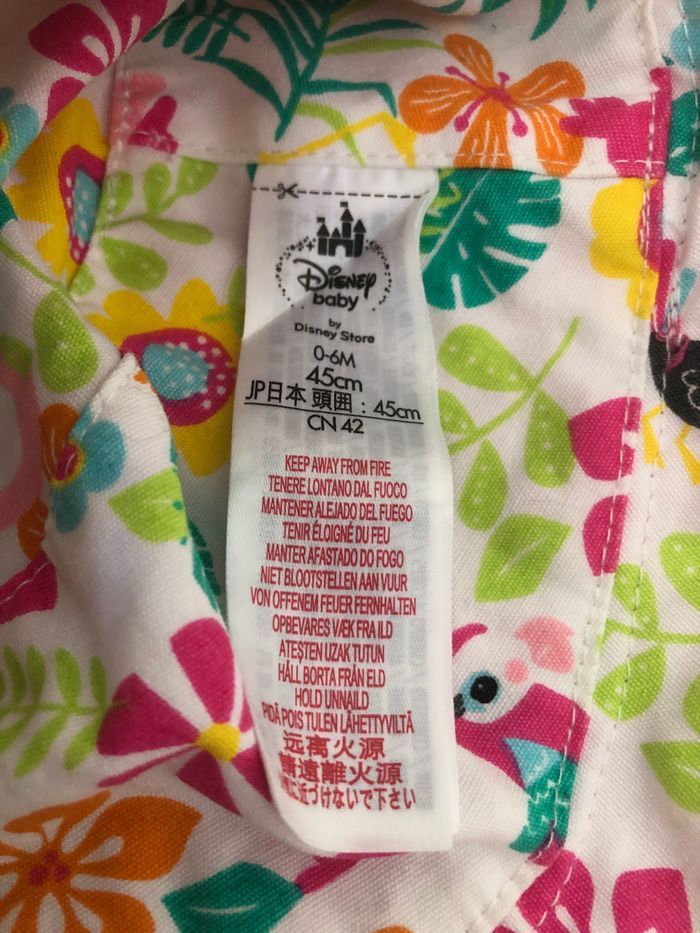 Disney
baby
by
Disney Store
0-6M
45cm
JP日本 頭囲：45cm
CN 42
KEEP AWAY FROM FIRE
TENERE LONTANO DAL FUOCO
MANTENER ALEJADO DEL FUEGO
TENIR ÉLOIGNÉ DU FEU
MANTER AFASTADO DO FOGO
NIET BLOOTSTELLEN AAN VUUR
VON OFFENEM FEUER FERNHALTEN
OPBEVARES VÆK FRA ILD
ATEŞTEN UZAK TUTUN
HÅLL BORTA FRÅN ELD
HOLD UNNAILD
PIDÄ POIS TULEN LÄHETTYVILTÄ
远离火源
請遠離火源
に近づけないで下さい